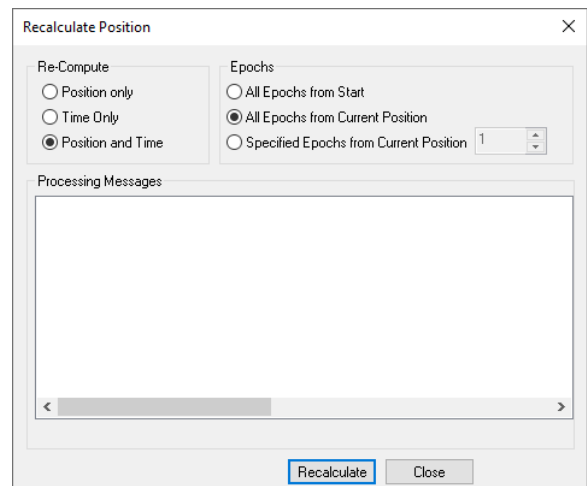 Recalculate Position
Re-Compute
Position only
Time Only
Position and Time
Epochs
All Epochs from Start
All Epochs from Current Position
Specified Epochs from Current Position 1
Processing Messages
Recalculate Close